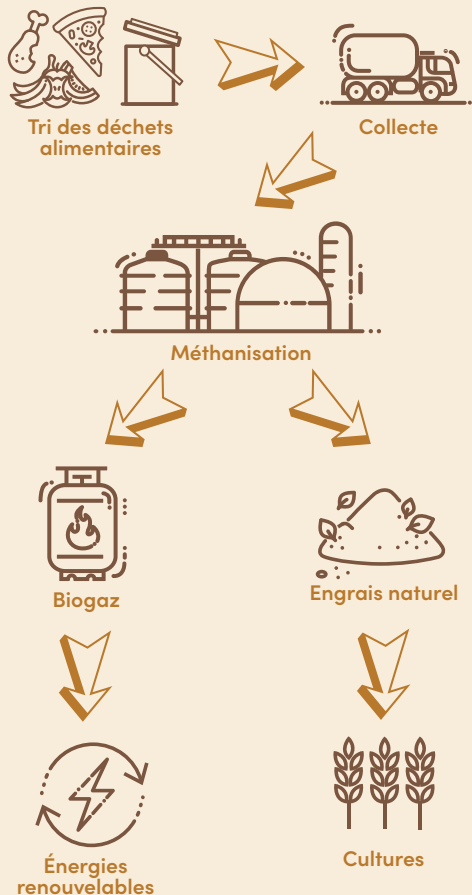 Tri des déchets
alimentaires
Collecte
Méthanisation
Biogaz
Engrais naturel
Énergies
renouvelables
Cultures